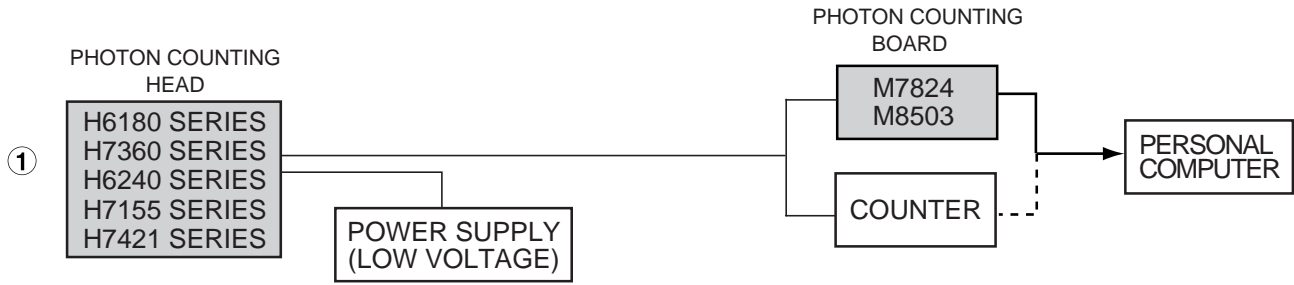 PHOTON COUNTING
HEAD
①
H6180 SERIES
H7360 SERIES
H6240 SERIES
H7155 SERIES
H7421 SERIES
POWER SUPPLY
(LOW VOLTAGE)
PHOTON COUNTING
BOARD
M7824
M8503
COUNTER
PERSONAL
COMPUTER